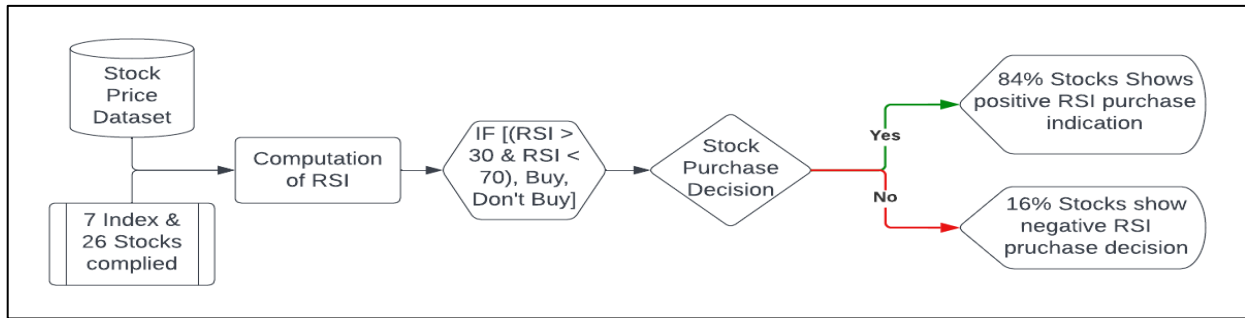 Stock
Price
Dataset
7 Index &
26 Stocks
complied
Computation
of RSI
IF [(RSI >
30 & RSI <
70), Buy,
Don't Buy]
Stock
Purchase
Decision
Yes
No
84% Stocks Shows
positive RSI purchase
indication
16% Stocks show
negative RSI
pruchase decision